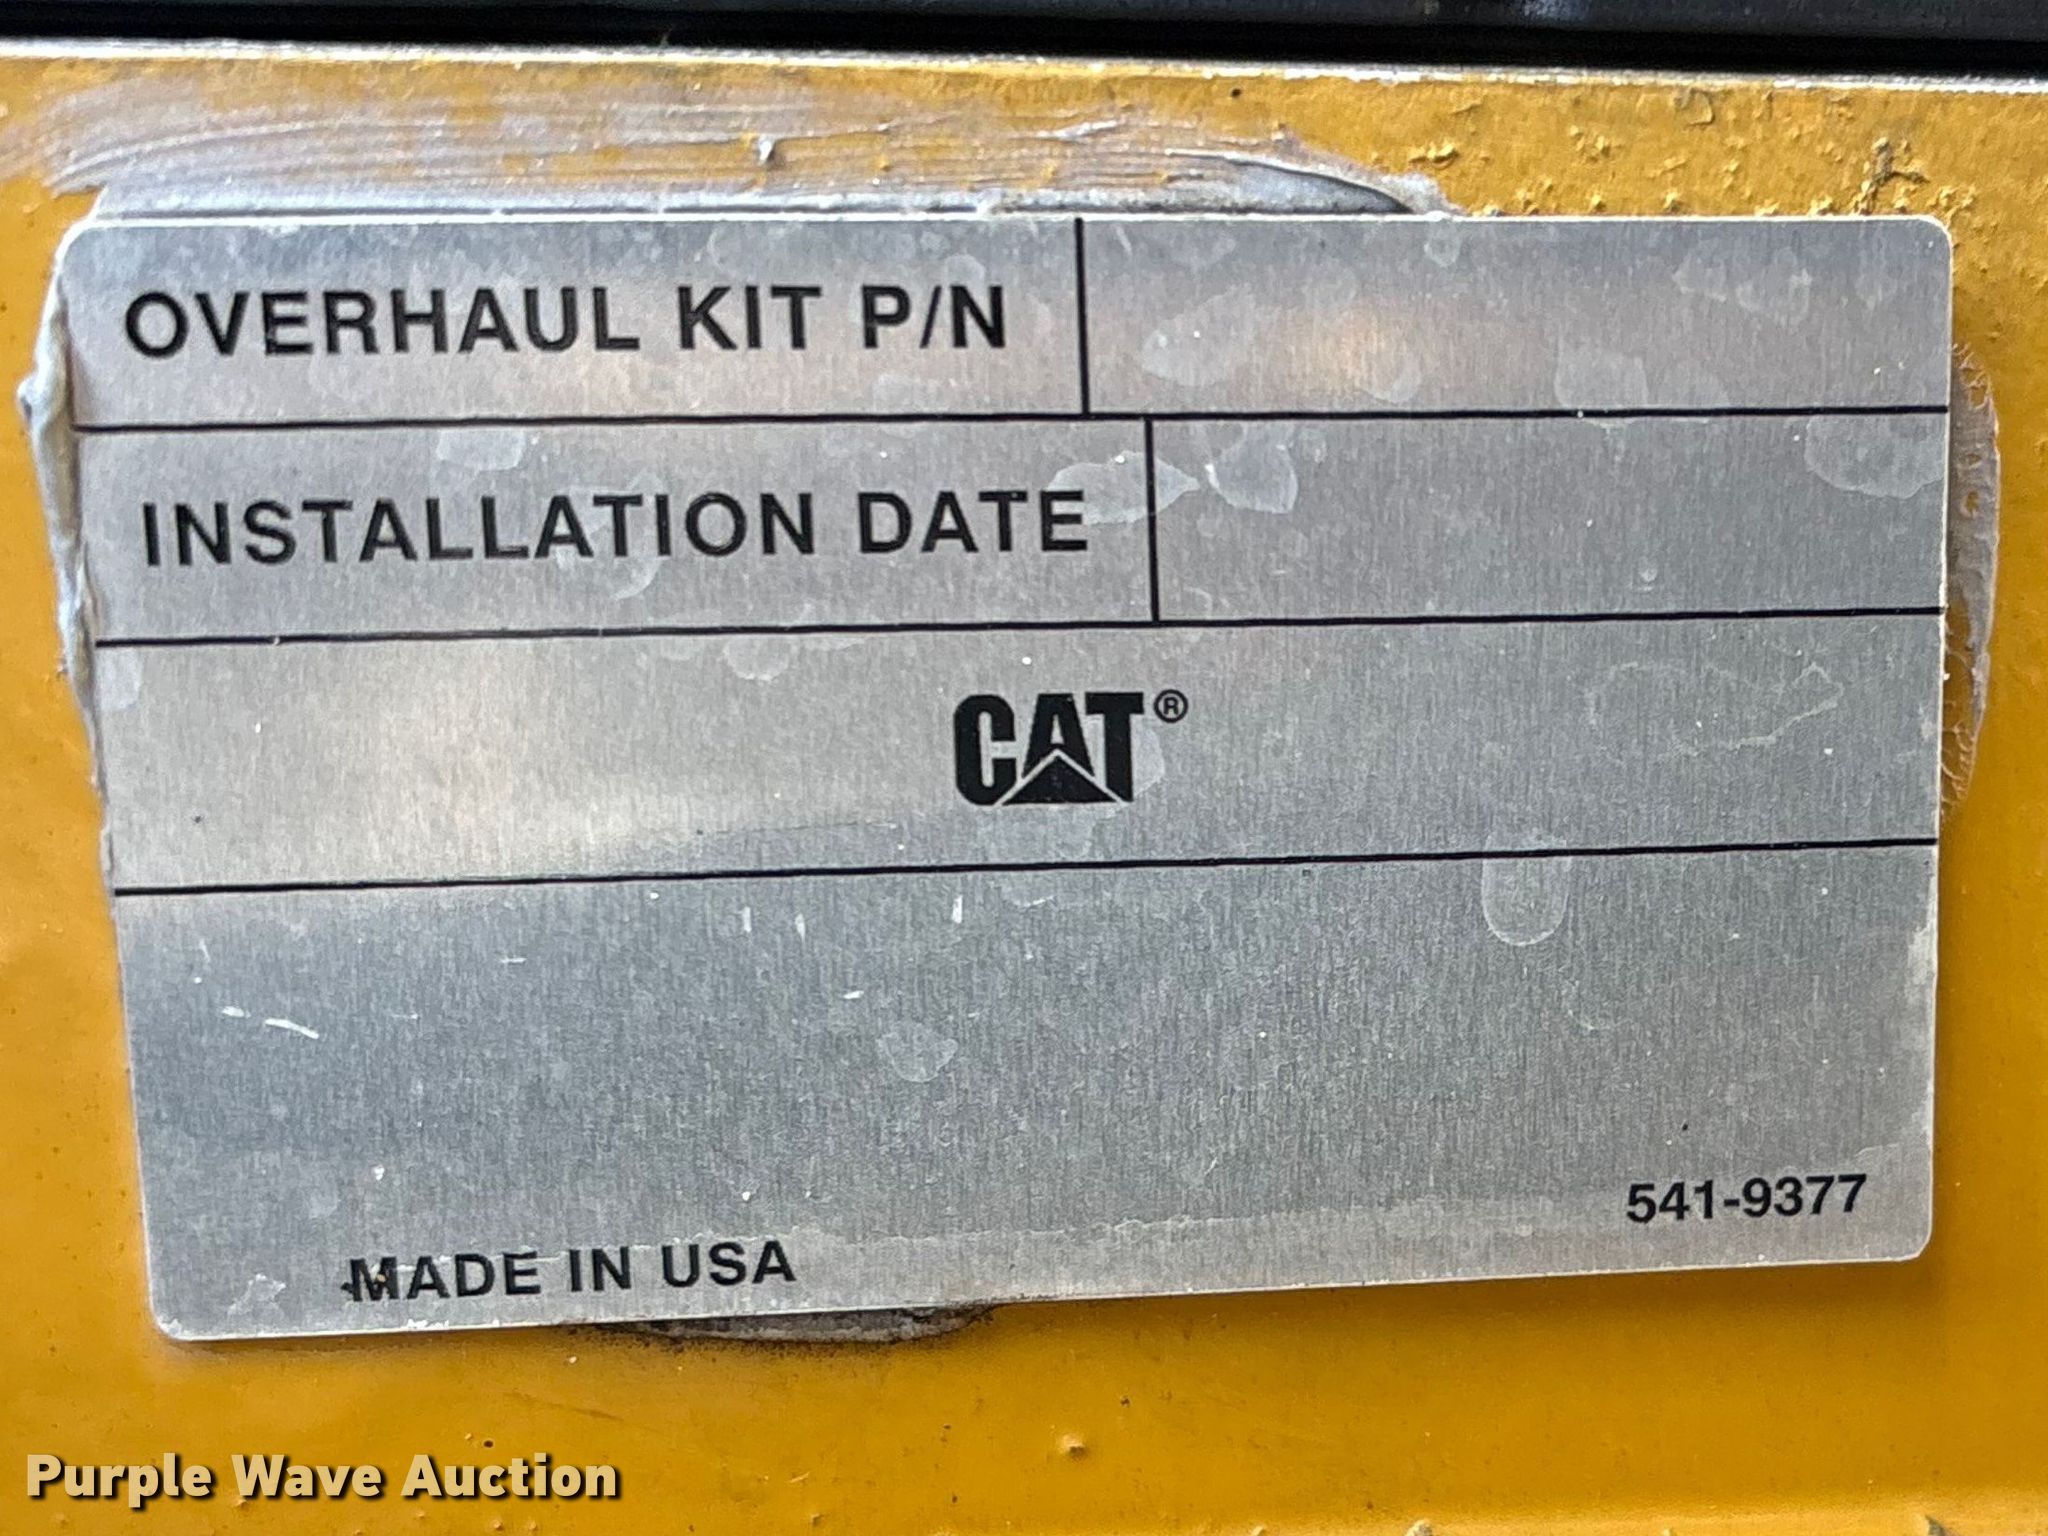 OVERHAUL KIT P/N
INSTALLATION DATE
CAT®
541-9377
MADE IN USA
Purple Wave Auction